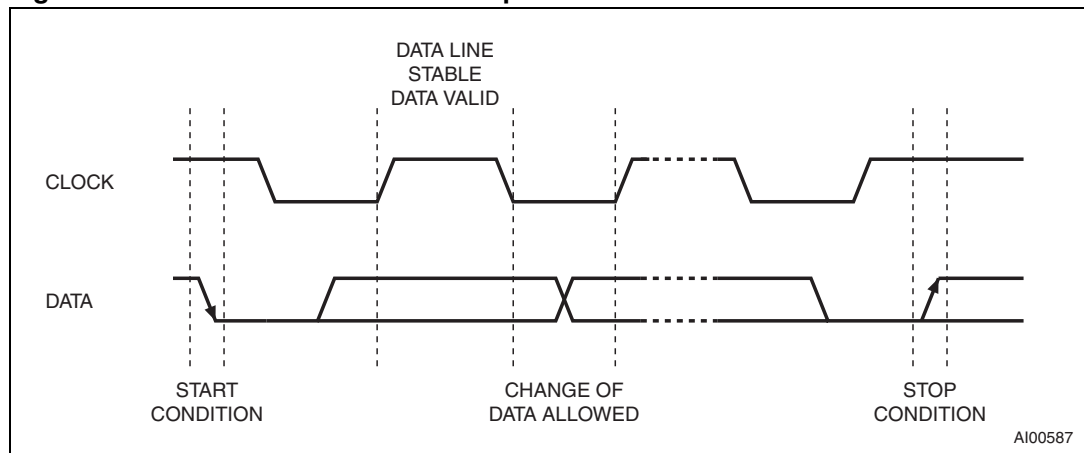 DATA LINE
STABLE
DATA VALID
CLOCK
DATA
START
CONDITION
CHANGE OF
DATA ALLOWED
STOP
CONDITION
AI00587